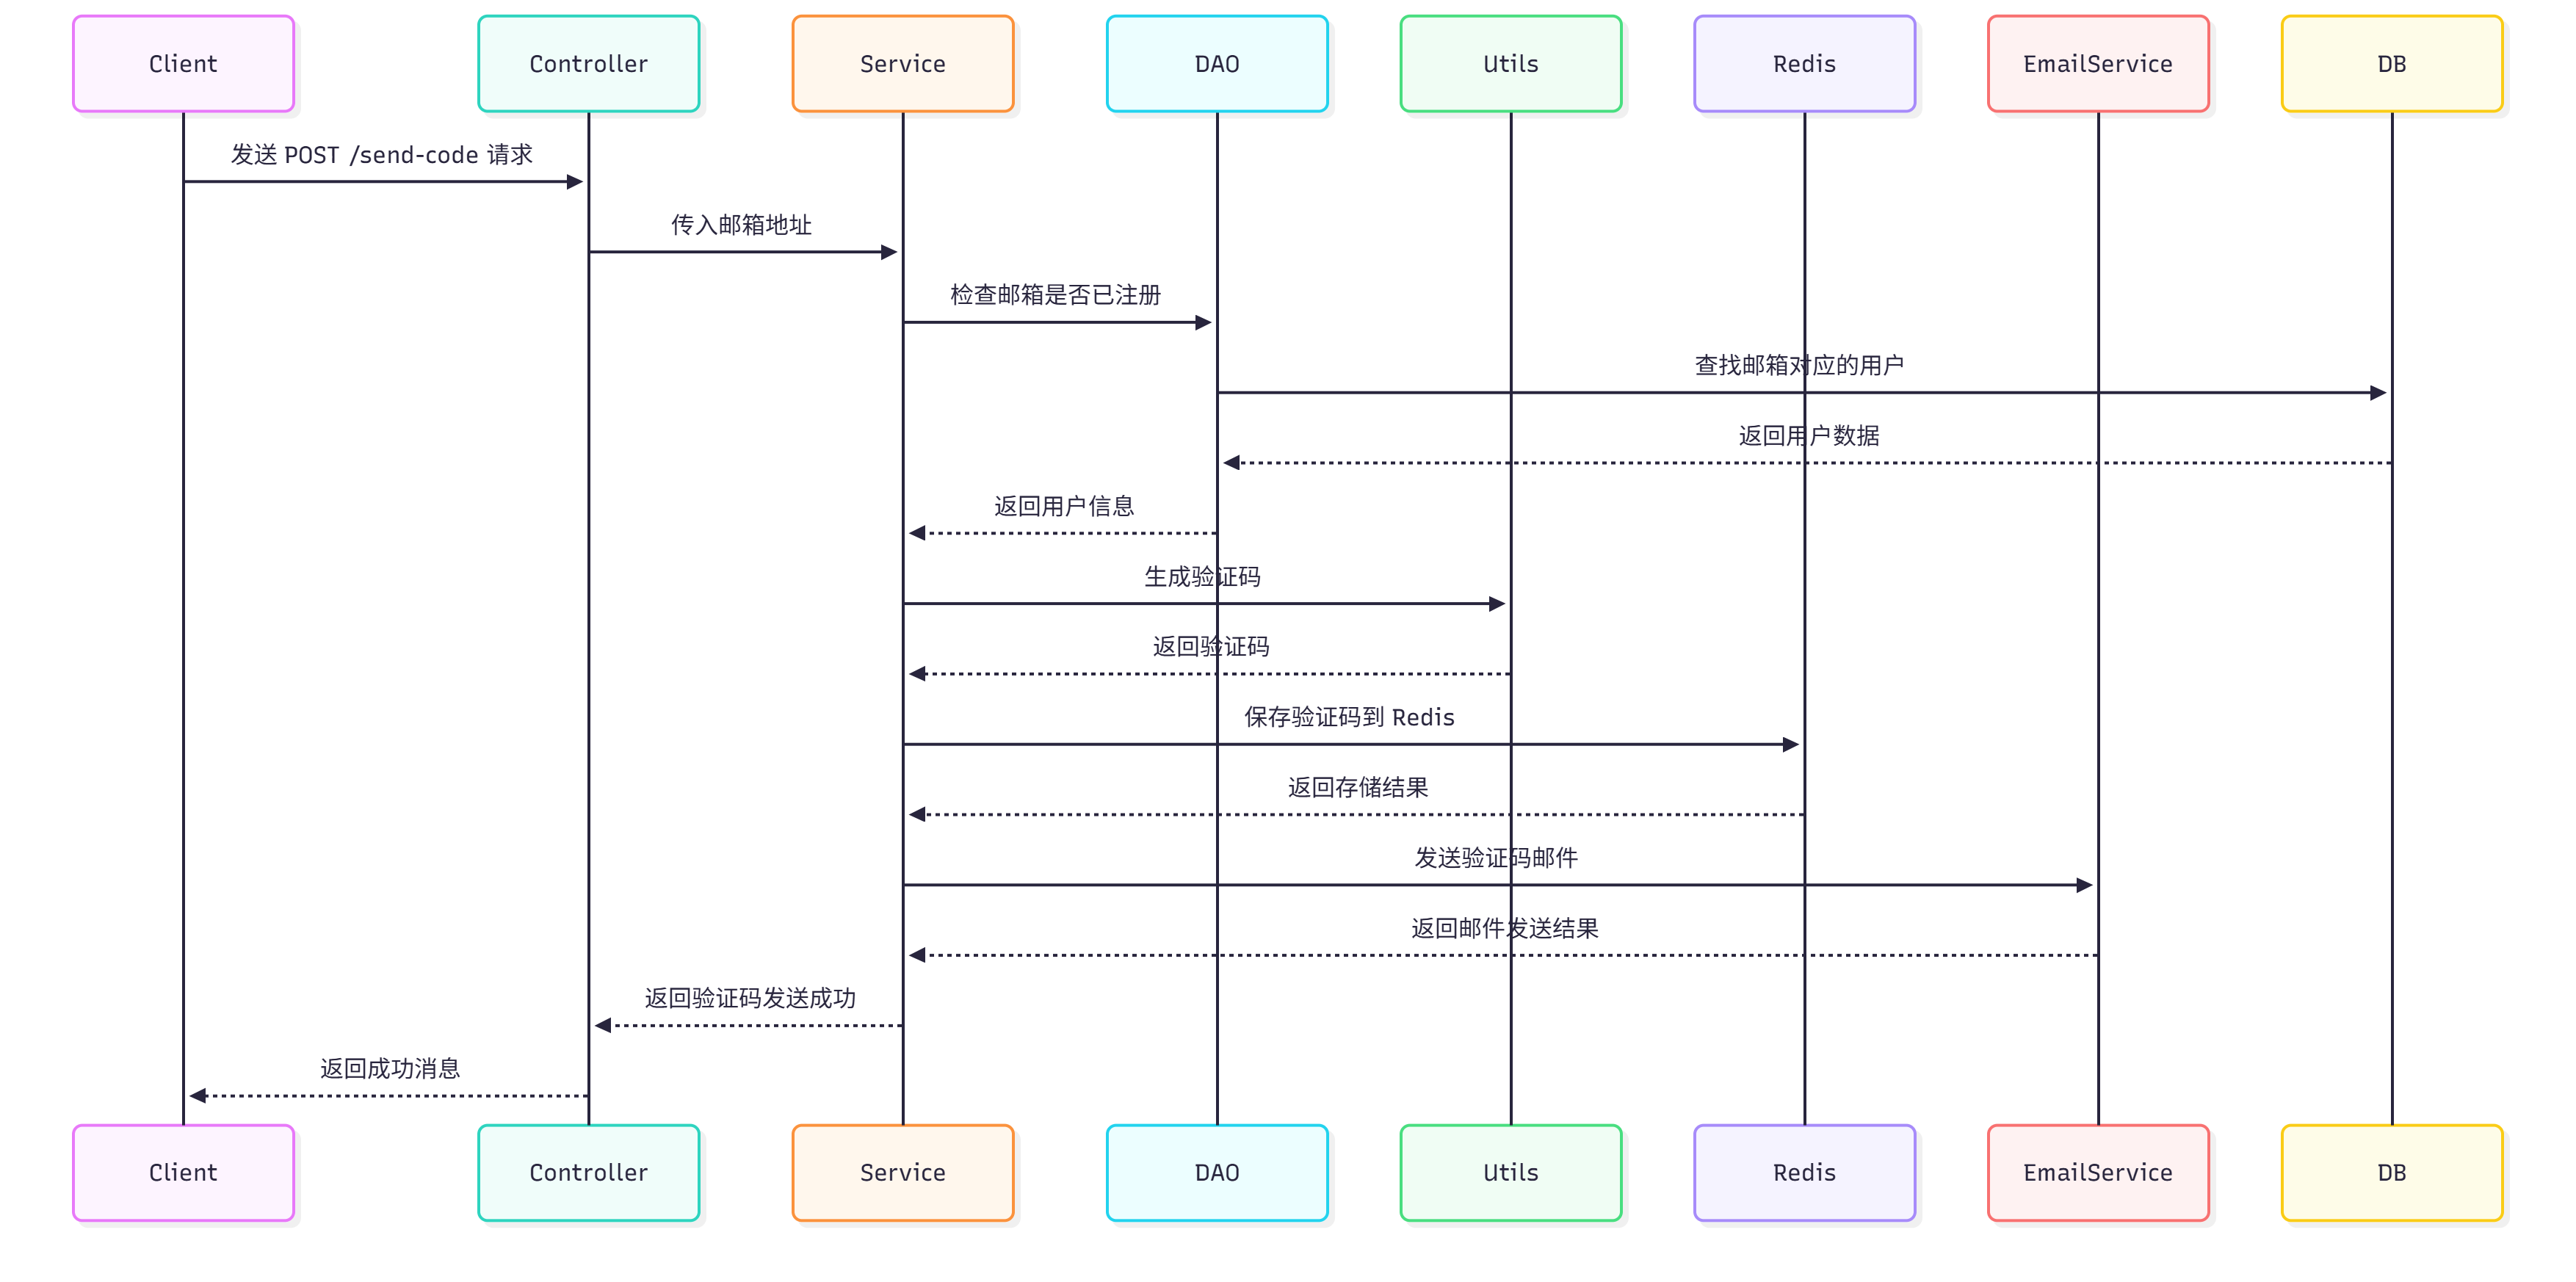 Client
Controller
Service
DAO
Utils
Redis
EmailService
DB
发送 POST /send-code 请求
传入邮箱地址
检查邮箱是否已注册
查找邮箱对应的用户
返回用户数据
返回用户信息
生成验证码
返回验证码
保存验证码到 Redis
返回存储结果
发送验证码邮件
返回邮件发送结果
返回验证码发送成功
返回成功消息
Client
Controller
Service
DAO
Utils
Redis
EmailService
DB